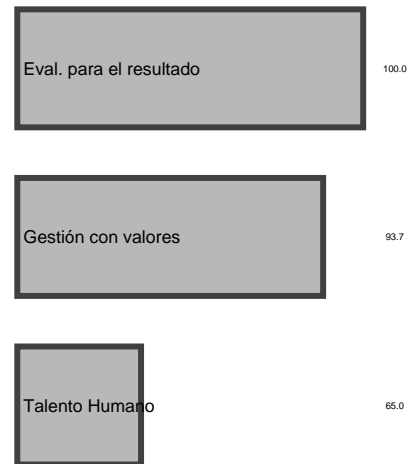 Eval. para el resultado 100.0
Gestión con valores 93.7
Talento Humano 65.0